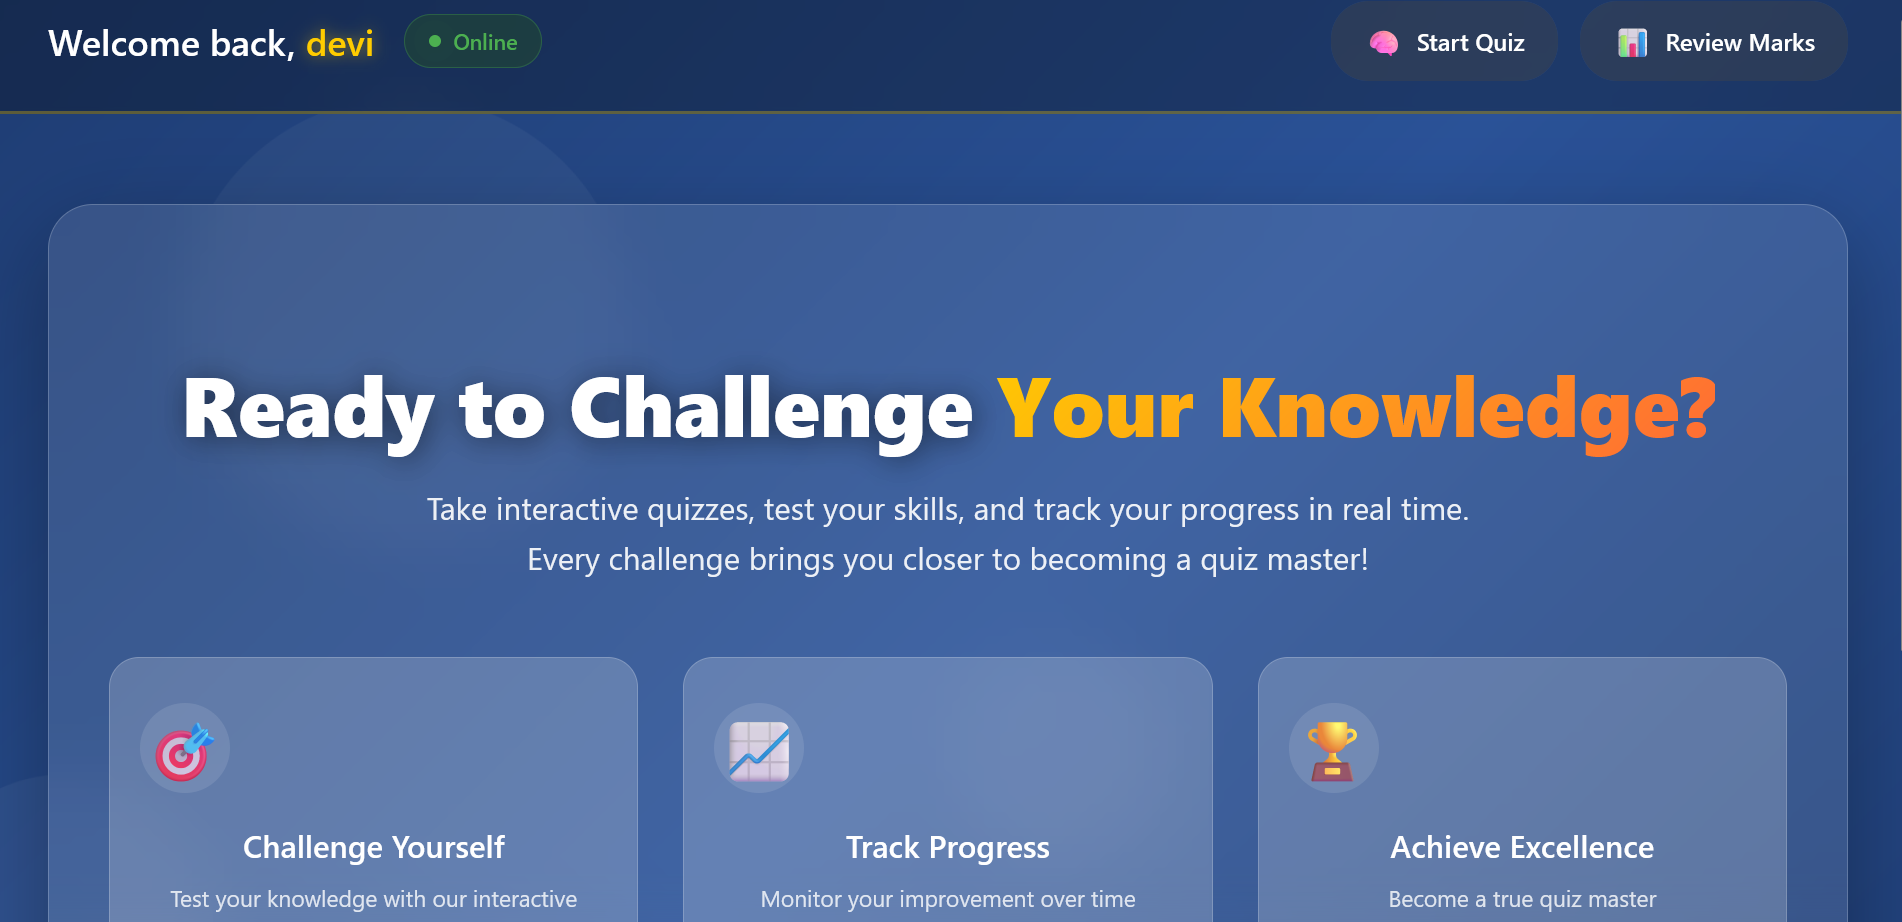 Welcome back, devi
Online
Start Quiz
Review Marks
Ready to Challenge Your Knowledge?
Take interactive quizzes, test your skills, and track your progress in real time.
Every challenge brings you closer to becoming a quiz master!
Challenge Yourself
Test your knowledge with our interactive
Track Progress
Monitor your improvement over time
Achieve Excellence
Become a true quiz master